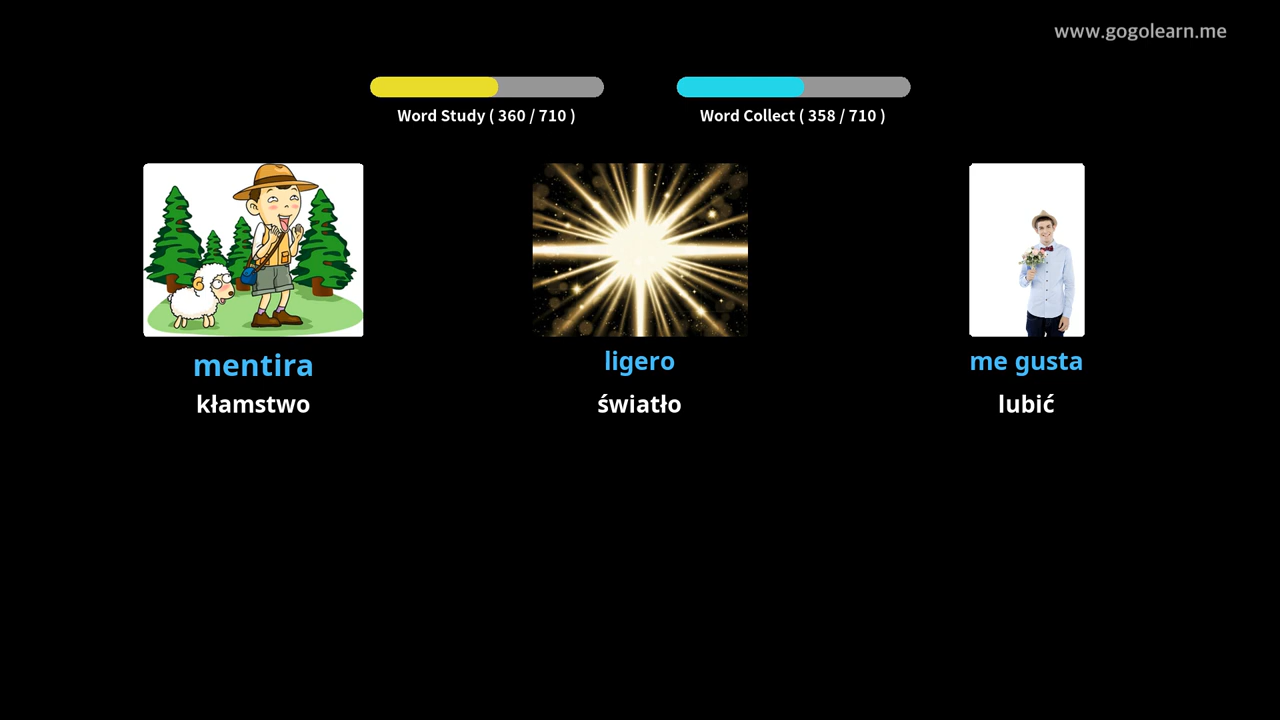 www.gogolearn.me
Word Study ( 360 / 710 )
Word Collect ( 358 / 710 )
mentira
ligero
me gusta
kłamstwo
światło
lubić